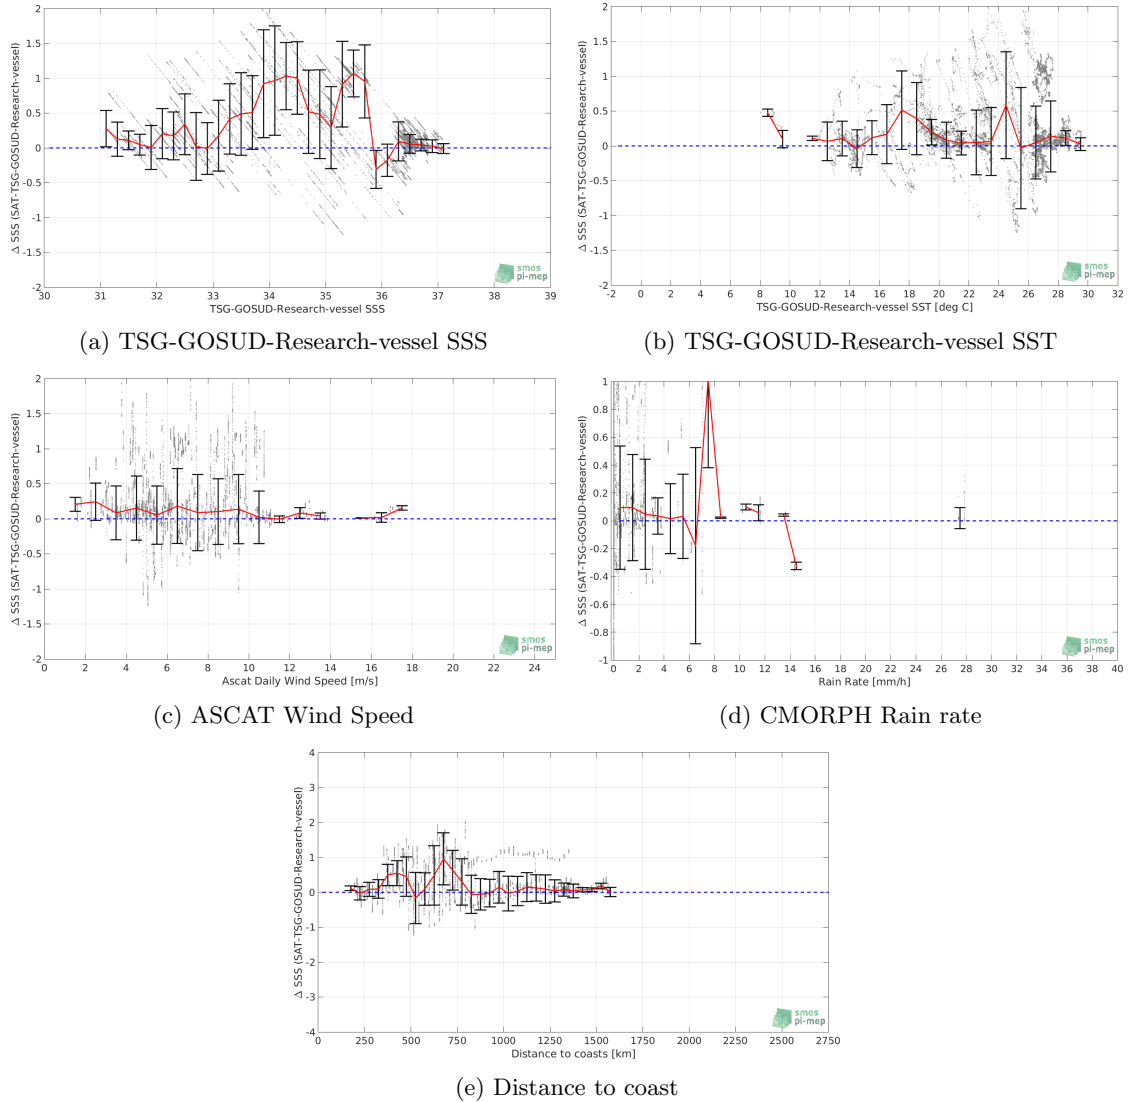 Δ SSS (SAT-TSG-GOSUD-Research-vessel)
2
1.5
1
0.5
0
-0.5
-1
-1.5
-2
30 31 32 33 34 35 36 37 38 39
TSG-GOSUD-Research-vessel SSS
smos
pi-mep
(a) TSG-GOSUD-Research-vessel SSS
Δ SSS (SAT-TSG-GOSUD-Research-vessel)
2
1.5
1
0.5
0
-0.5
-1
-1.5
-2
-2 0 2 4 6 8 10 12 14 16 18 20 22 24 26 28 30 32
TSG-GOSUD-Research-vessel SST [deg C]
smos
pi-mep
(b) TSG-GOSUD-Research-vessel SST
Δ SSS (SAT-TSG-GOSUD-Research-vessel)
2
1.5
1
0.5
0
-0.5
-1
-1.5
-2
0 2 4 6 8 10 12 14 16 18 20 22 24
Ascat Daily Wind Speed [m/s]
smos
pi-mep
(c) ASCAT Wind Speed
Δ SSS (SAT-TSG-GOSUD-Research-vessel)
1
0.8
0.6
0.4
0.2
0
-0.2
-0.4
-0.6
-0.8
-1
0 2 4 6 8 10 12 14 16 18 20 22 24 26 28 30 32 34 36 38 40
Rain Rate [mm/h]
smos
pi-mep
(d) CMORPH Rain rate
Δ SSS (SAT-TSG-GOSUD-Research-vessel)
4
3
2
1
0
-1
-2
-3
-4
0 250 500 750 1000 1250 1500 1750 2000 2250 2500 2750
Distance to coasts [km]
smos
pi-mep
(e) Distance to coast